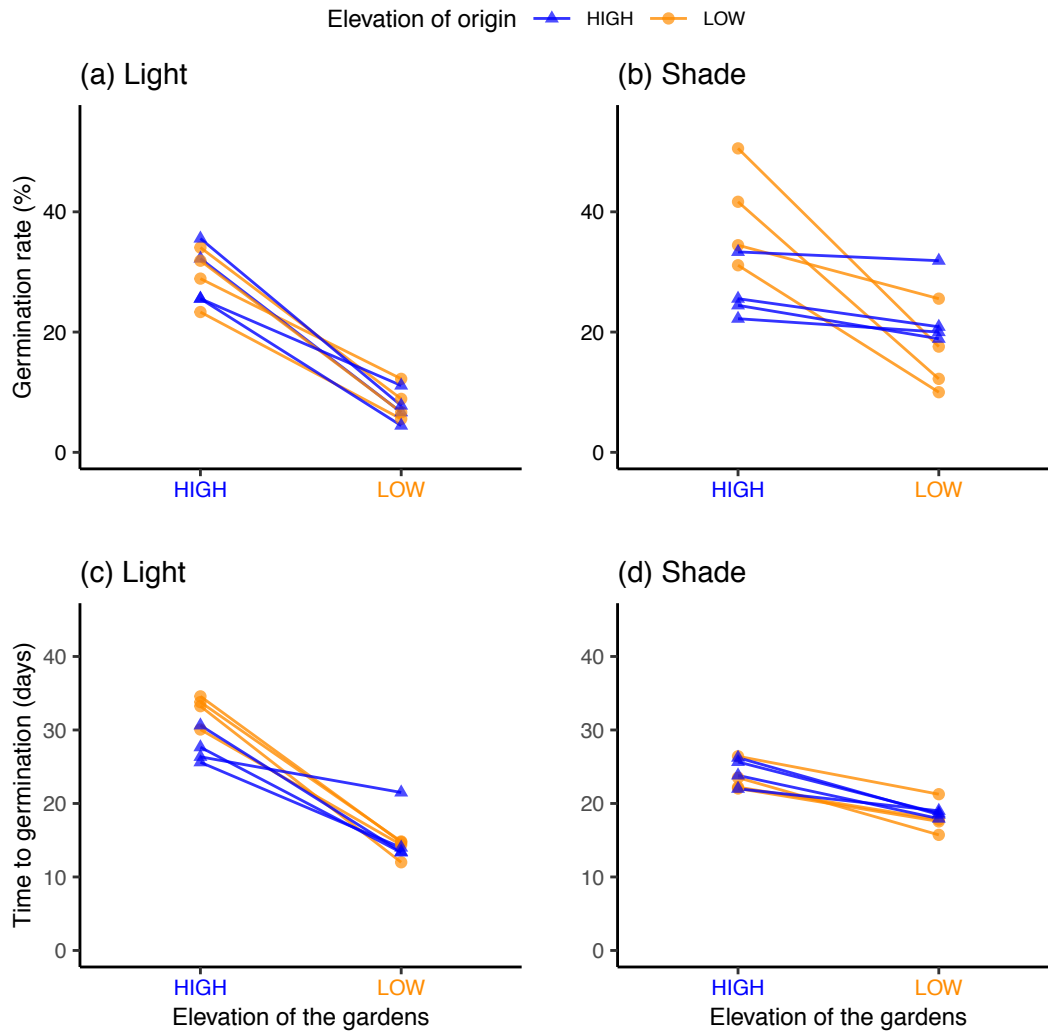 Elevation of origin HIGH LOW
(a) Light (b) Shade
Germination rate (%)
40
20
0
40
20
0
HIGH LOW
HIGH LOW
(c) Light (d) Shade
Time to germination (days)
40
30
20
10
0
40
30
20
10
0
HIGH LOW
HIGH LOW
Elevation of the gardens
Elevation of the gardens